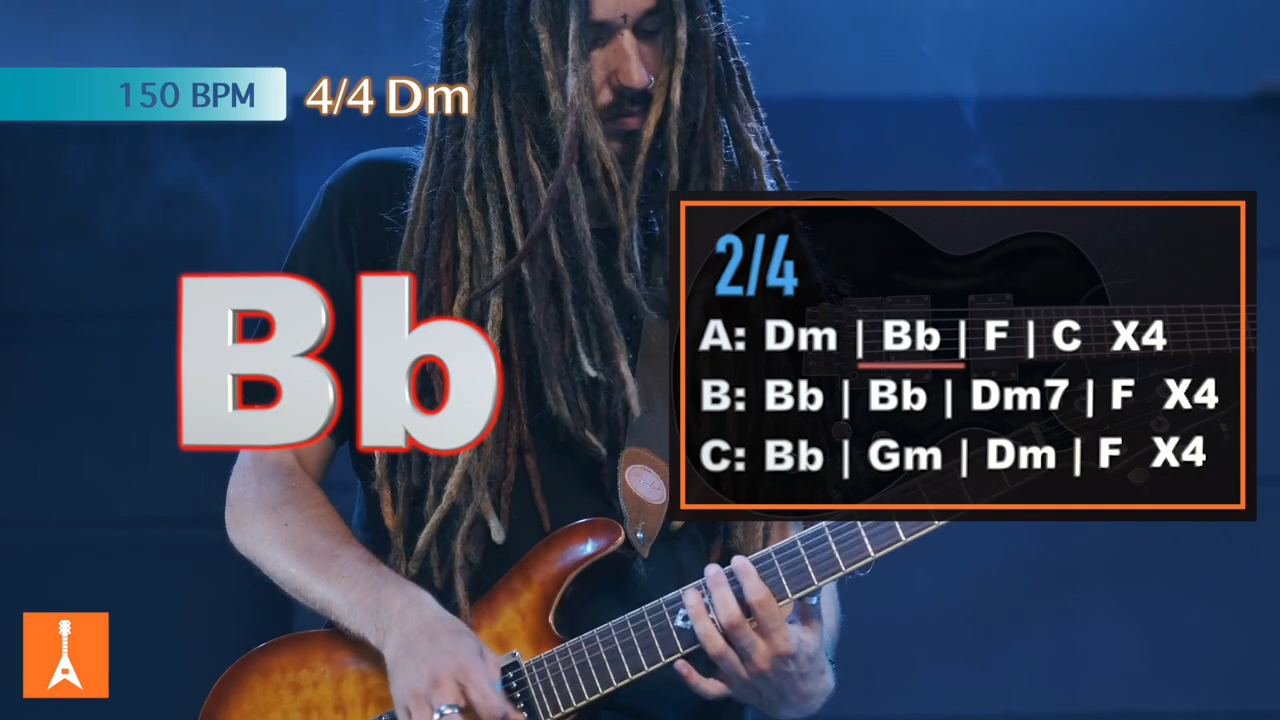 150 BPM
4/4 Dm
Bb
2/4
A: Dm | Bb | F | C X4
B: Bb | Bb | Dm7 | F X4
C: Bb | Gm | Dm | F X4